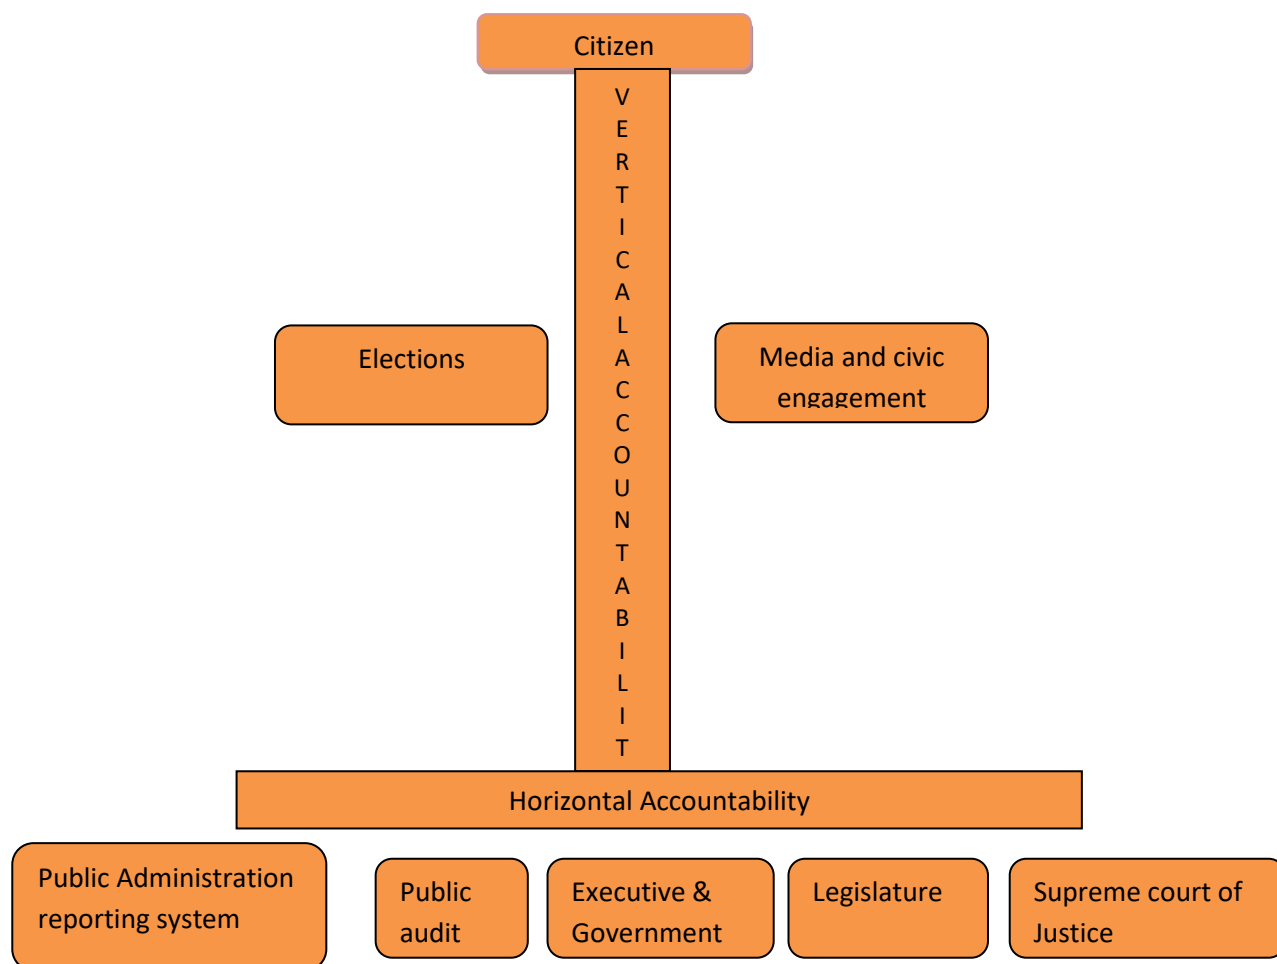 Citizen
V
E
R
T
I
C
A
L
A
C
C
O
U
N
T
A
B
I
L
I
T
Elections
Media and civic
engagement
Horizontal Accountability
Public Administration
reporting system
Public
audit
Executive &
Government
Legislature
Supreme court of
Justice